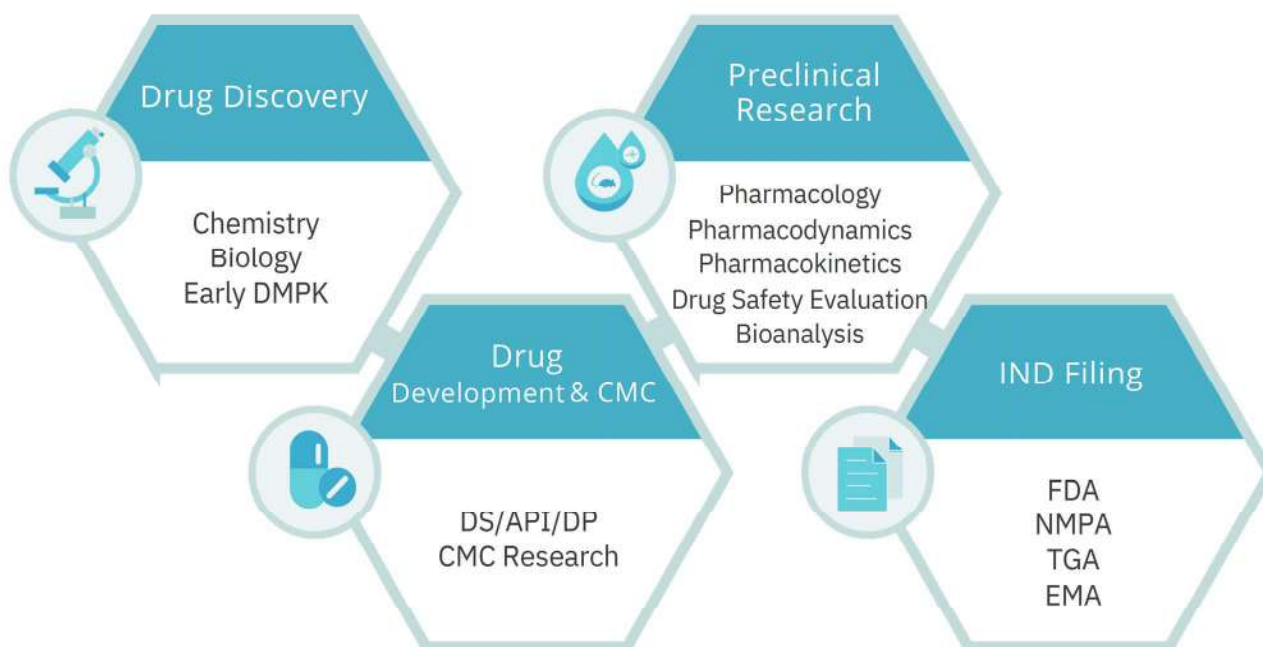 Drug Discovery
Chemistry
Biology
Early DMPK
Drug
Development & CMC
DS/API/DP
CMC Research
Preclinical
Research
Pharmacology
Pharmacodynamics
Pharmacokinetics
Drug Safety Evaluation
Bioanalysis
IND Filing
FDA
NMPA
TGA
EMA